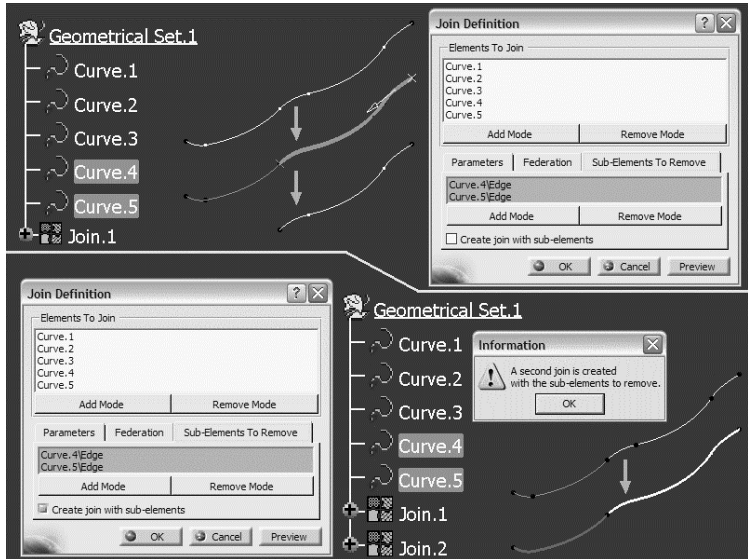 Geometrical Set.1
Curve.1
Curve.2
Curve.3
Curve.4
Curve.5
Join.1
Join Definition
Elements To Join
Curve.1
Curve.2
Curve.3
Curve.4
Curve.5
Add Mode Remove Mode
Parameters Federation Sub-Elements To Remove
Curve.4\Edge
Curve.5\Edge
Add Mode Remove Mode
Create join with sub-elements
OK Cancel Preview
Join Definition
Elements To Join
Curve.1
Curve.2
Curve.3
Curve.4
Curve.5
Add Mode Remove Mode
Parameters Federation Sub-Elements To Remove
Curve.4\Edge
Curve.5\Edge
Add Mode Remove Mode
Create join with sub-elements
OK Cancel Preview
Geometrical Set.1
Curve.1
Curve.2
Curve.3
Curve.4
Curve.5
Join.1
Join.2
Information
A second join is created
with the sub-elements to remove.
OK